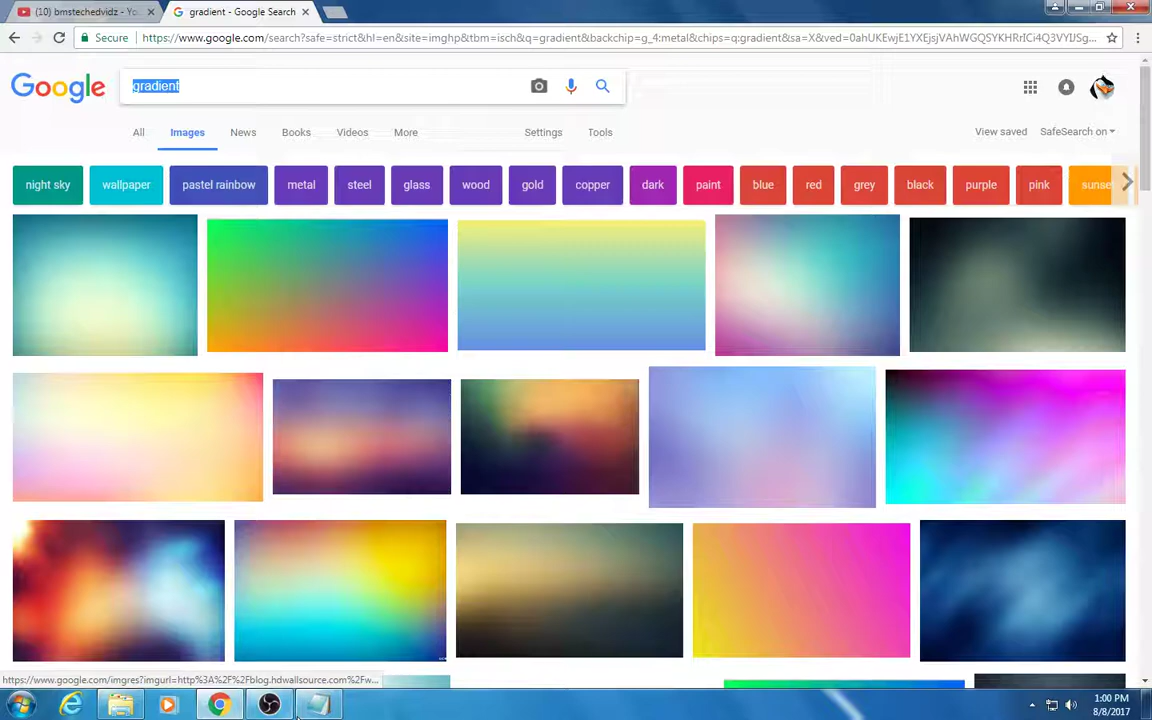 (10) bmstechedvidz - Yo
gradient - Google Search
Secure
https://www.google.com/search?safe=strict&hl=en&site=imghp&tbm=isch&q=gradient&backchip=g_4:metal&chips=q:gradient&sa=X&ved=
Google
gradient
All Images News Books Videos More Settings Tools
View saved SafeSearch on
night sky wallpaper pastel rainbow metal steel glass wood gold copper dark paint blue red grey black purple pink sunset
https://www.google.com/imgres?imgurl=http%3A%2F%2Fblog.hdwallsource.com%2Fw...
1:00 PM
8/8/2017